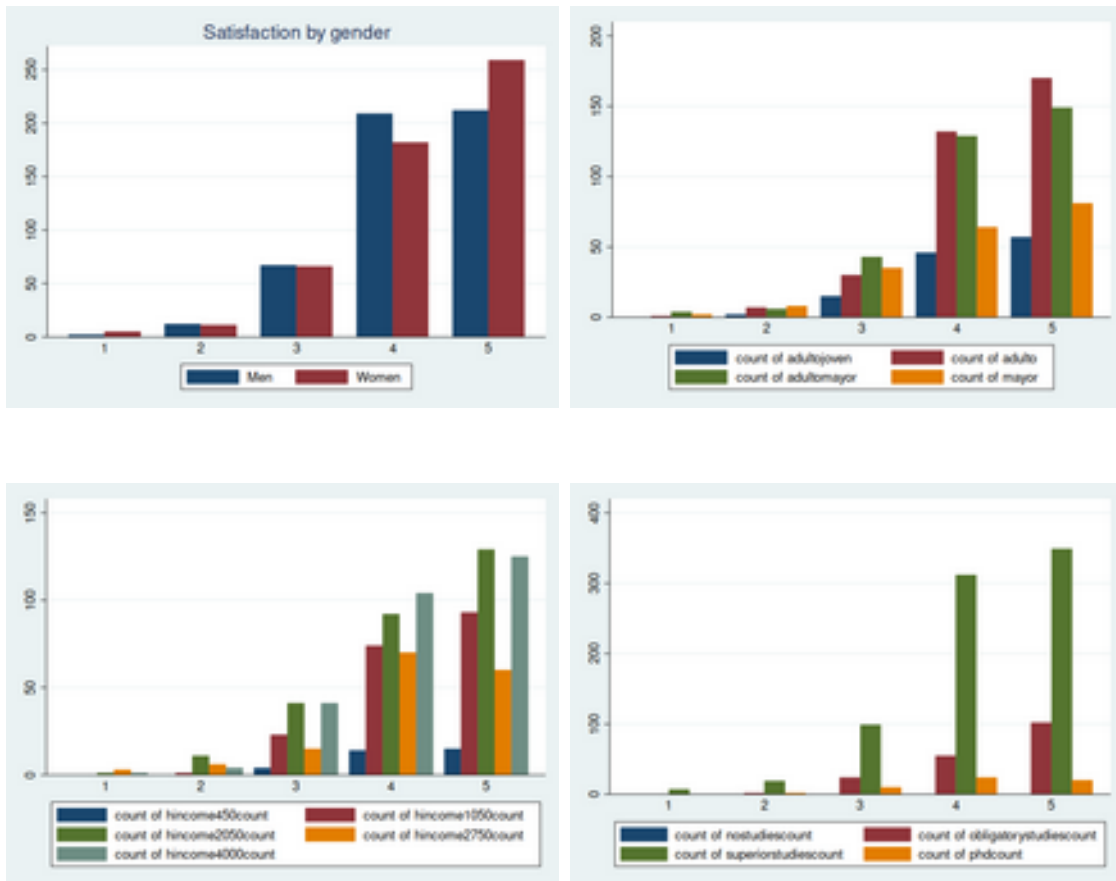 Satisfaction by gender
250
200
150
100
50
0
1 2 3 4 5
Men Women
200
150
100
50
0
1 2 3 4 5
count of adultojoven count of adulto
count of adultomayor count of mayor
150
100
50
0
1 2 3 4 5
count of hincome450count count of hincome1050count
count of hincome2050count count of hincome2750count
count of hincome4000count
400
300
200
100
0
1 2 3 4 5
count of nostudiescount count of obligatorystudiescount
count of superiorstudiescount count of phdcount